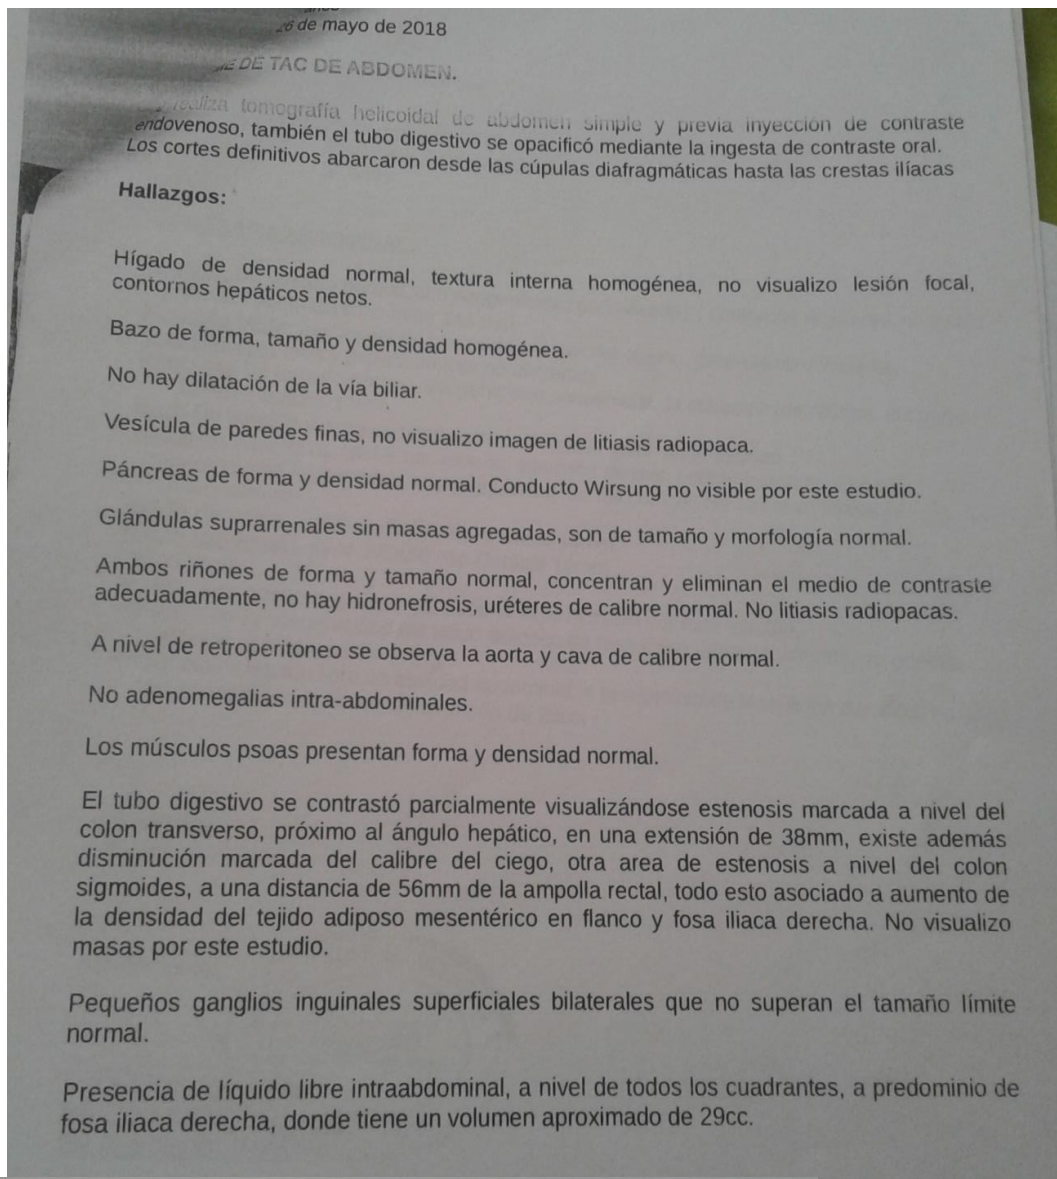 de mayo de 2018
DE TAC DE ABDOMEN.
tomografía helicoidal de abdomen simple y previa inyección de contraste
endovenoso, también el tubo digestivo se opacificó mediante la ingesta de contraste oral.
Los cortes definitivos abarcaron desde las cúpulas diafragmáticas hasta las crestas ilíacas
Hallazgos:
Hígado de densidad normal, textura interna homogénea, no visualizo lesión focal,
contornos hepáticos netos.
Bazo de forma, tamaño y densidad homogénea.
No hay dilatación de la vía biliar.
Vesícula de paredes finas, no visualizo imagen de litiasis radiopaca.
Páncreas de forma y densidad normal. Conducto Wirsung no visible por este estudio.
Glándulas suprarrenales sin masas agregadas, son de tamaño y morfología normal.
Ambos riñones de forma y tamaño normal, concentran y eliminan el medio de contraste
adecuadamente, no hay hidronefrosis, uréteres de calibre normal. No litiasis radiopacas.
A nivel de retroperitoneo se observa la aorta y cava de calibre normal.
No adenomegalias intra-abdominales.
Los músculos psoas presentan forma y densidad normal.
El tubo digestivo se contrastó parcialmente visualizándose estenosis marcada a nivel del
colon transverso, próximo al ángulo hepático, en una extensión de 38mm, existe además
disminución marcada del calibre del ciego, otra area de estenosis a nivel del colon
sigmoides, a una distancia de 56mm de la ampolla rectal, todo esto asociado a aumento de
la densidad del tejido adiposo mesentérico en flanco y fosa iliaca derecha. No visualizo
masas por este estudio.
Pequeños ganglios inguinales superficiales bilaterales que no superan el tamaño límite
normal.
Presencia de líquido libre intraabdominal, a nivel de todos los cuadrantes, a predominio de
fosa iliaca derecha, donde tiene un volumen aproximado de 29cc.